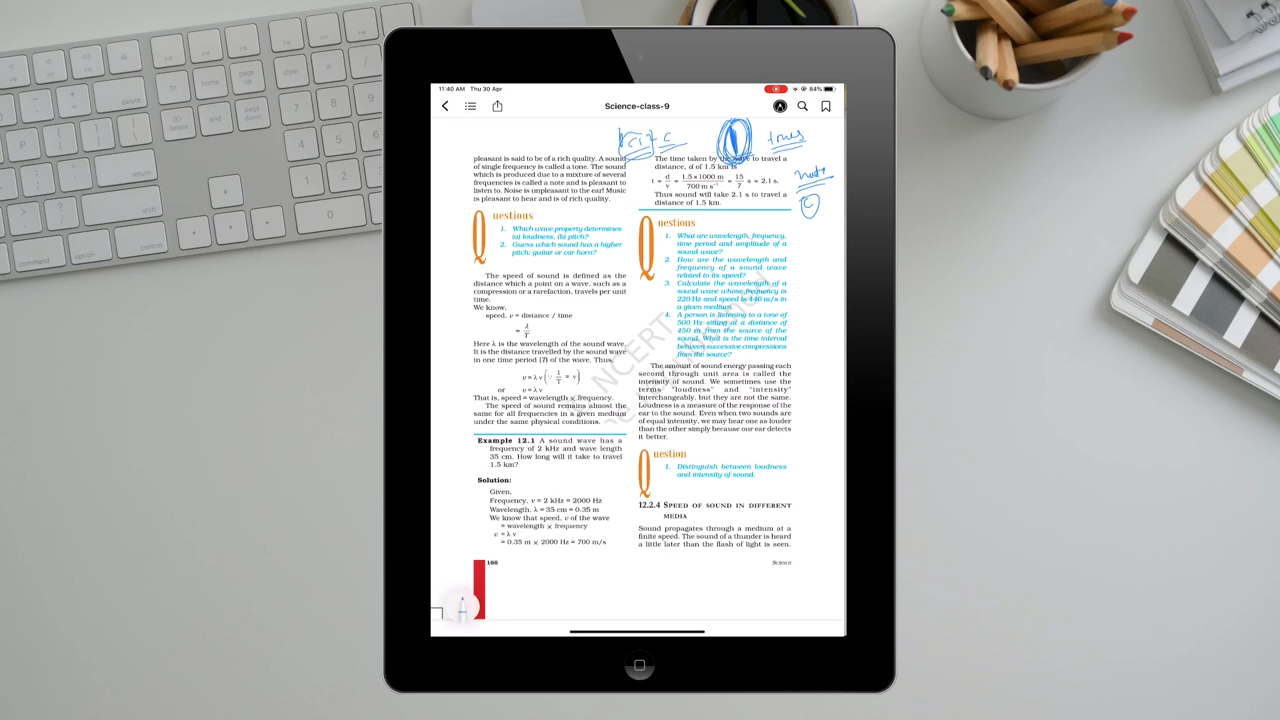 11:40 AM Thu 30 Apr
84%
Science-class-9
tones
note
pleasant is said to be of a rich quality. A sound
of single frequency is called a tone. The sound
which is produced due to a mixture of several
frequencies is called a note and is pleasant to
listen to. Noise is unpleasant to the ear! Music
is pleasant to hear and is of rich quality.
Questions
1. Which wave property determines
(a) loudness, (b) pitch?
2. Guess which sound has a higher
pitch: guitar or car horn?
The speed of sound is defined as the
distance which a point on a wave, such as a
compression or a rarefaction, travels per unit
time.
We know,
speed, v = distance / time
= λ/T
Here λ is the wavelength of the sound wave.
It is the distance travelled by the sound wave
in one time period (T) of the wave. Thus,
v = λ ν (∵ 1/T = ν)
or v = λ ν
That is, speed = wavelength × frequency.
The speed of sound remains almost the
same for all frequencies in a given medium
under the same physical conditions.
Example 12.1 A sound wave has a
frequency of 2 kHz and wave length
35 cm. How long will it take to travel
1.5 km?
Solution:
Given,
Frequency, ν = 2 kHz = 2000 Hz
Wavelength, λ = 35 cm = 0.35 m
We know that speed, v of the wave
= wavelength × frequency
v = λ ν
= 0.35 m × 2000 Hz = 700 m/s
166
The time taken by the wave to travel a
distance, d of 1.5 km is
t = d/v = 1.5 × 1000 m / 700 m s⁻¹ = 15/7 s = 2.1 s.
Thus sound will take 2.1 s to travel a
distance of 1.5 km.
Questions
1. What are wavelength, frequency,
time period and amplitude of a
sound wave?
2. How are the wavelength and
frequency of a sound wave
related to its speed?
3. Calculate the wavelength of a
sound wave whose frequency is
220 Hz and speed is 440 m/s in
a given medium.
4. A person is listening to a tone of
500 Hz sitting at a distance of
450 m from the source of the
sound. What is the time interval
between successive compressions
from the source?
The amount of sound energy passing each
second through unit area is called the
intensity of sound. We sometimes use the
terms "loudness" and "intensity"
interchangeably, but they are not the same.
Loudness is a measure of the response of the
ear to the sound. Even when two sounds are
of equal intensity, we may hear one as louder
than the other simply because our ear detects
it better.
Question
1. Distinguish between loudness
and intensity of sound.
12.2.4 SPEED OF SOUND IN DIFFERENT
MEDIA
Sound propagates through a medium at a
finite speed. The sound of a thunder is heard
a little later than the flash of light is seen.
SCIENCE
NCERT